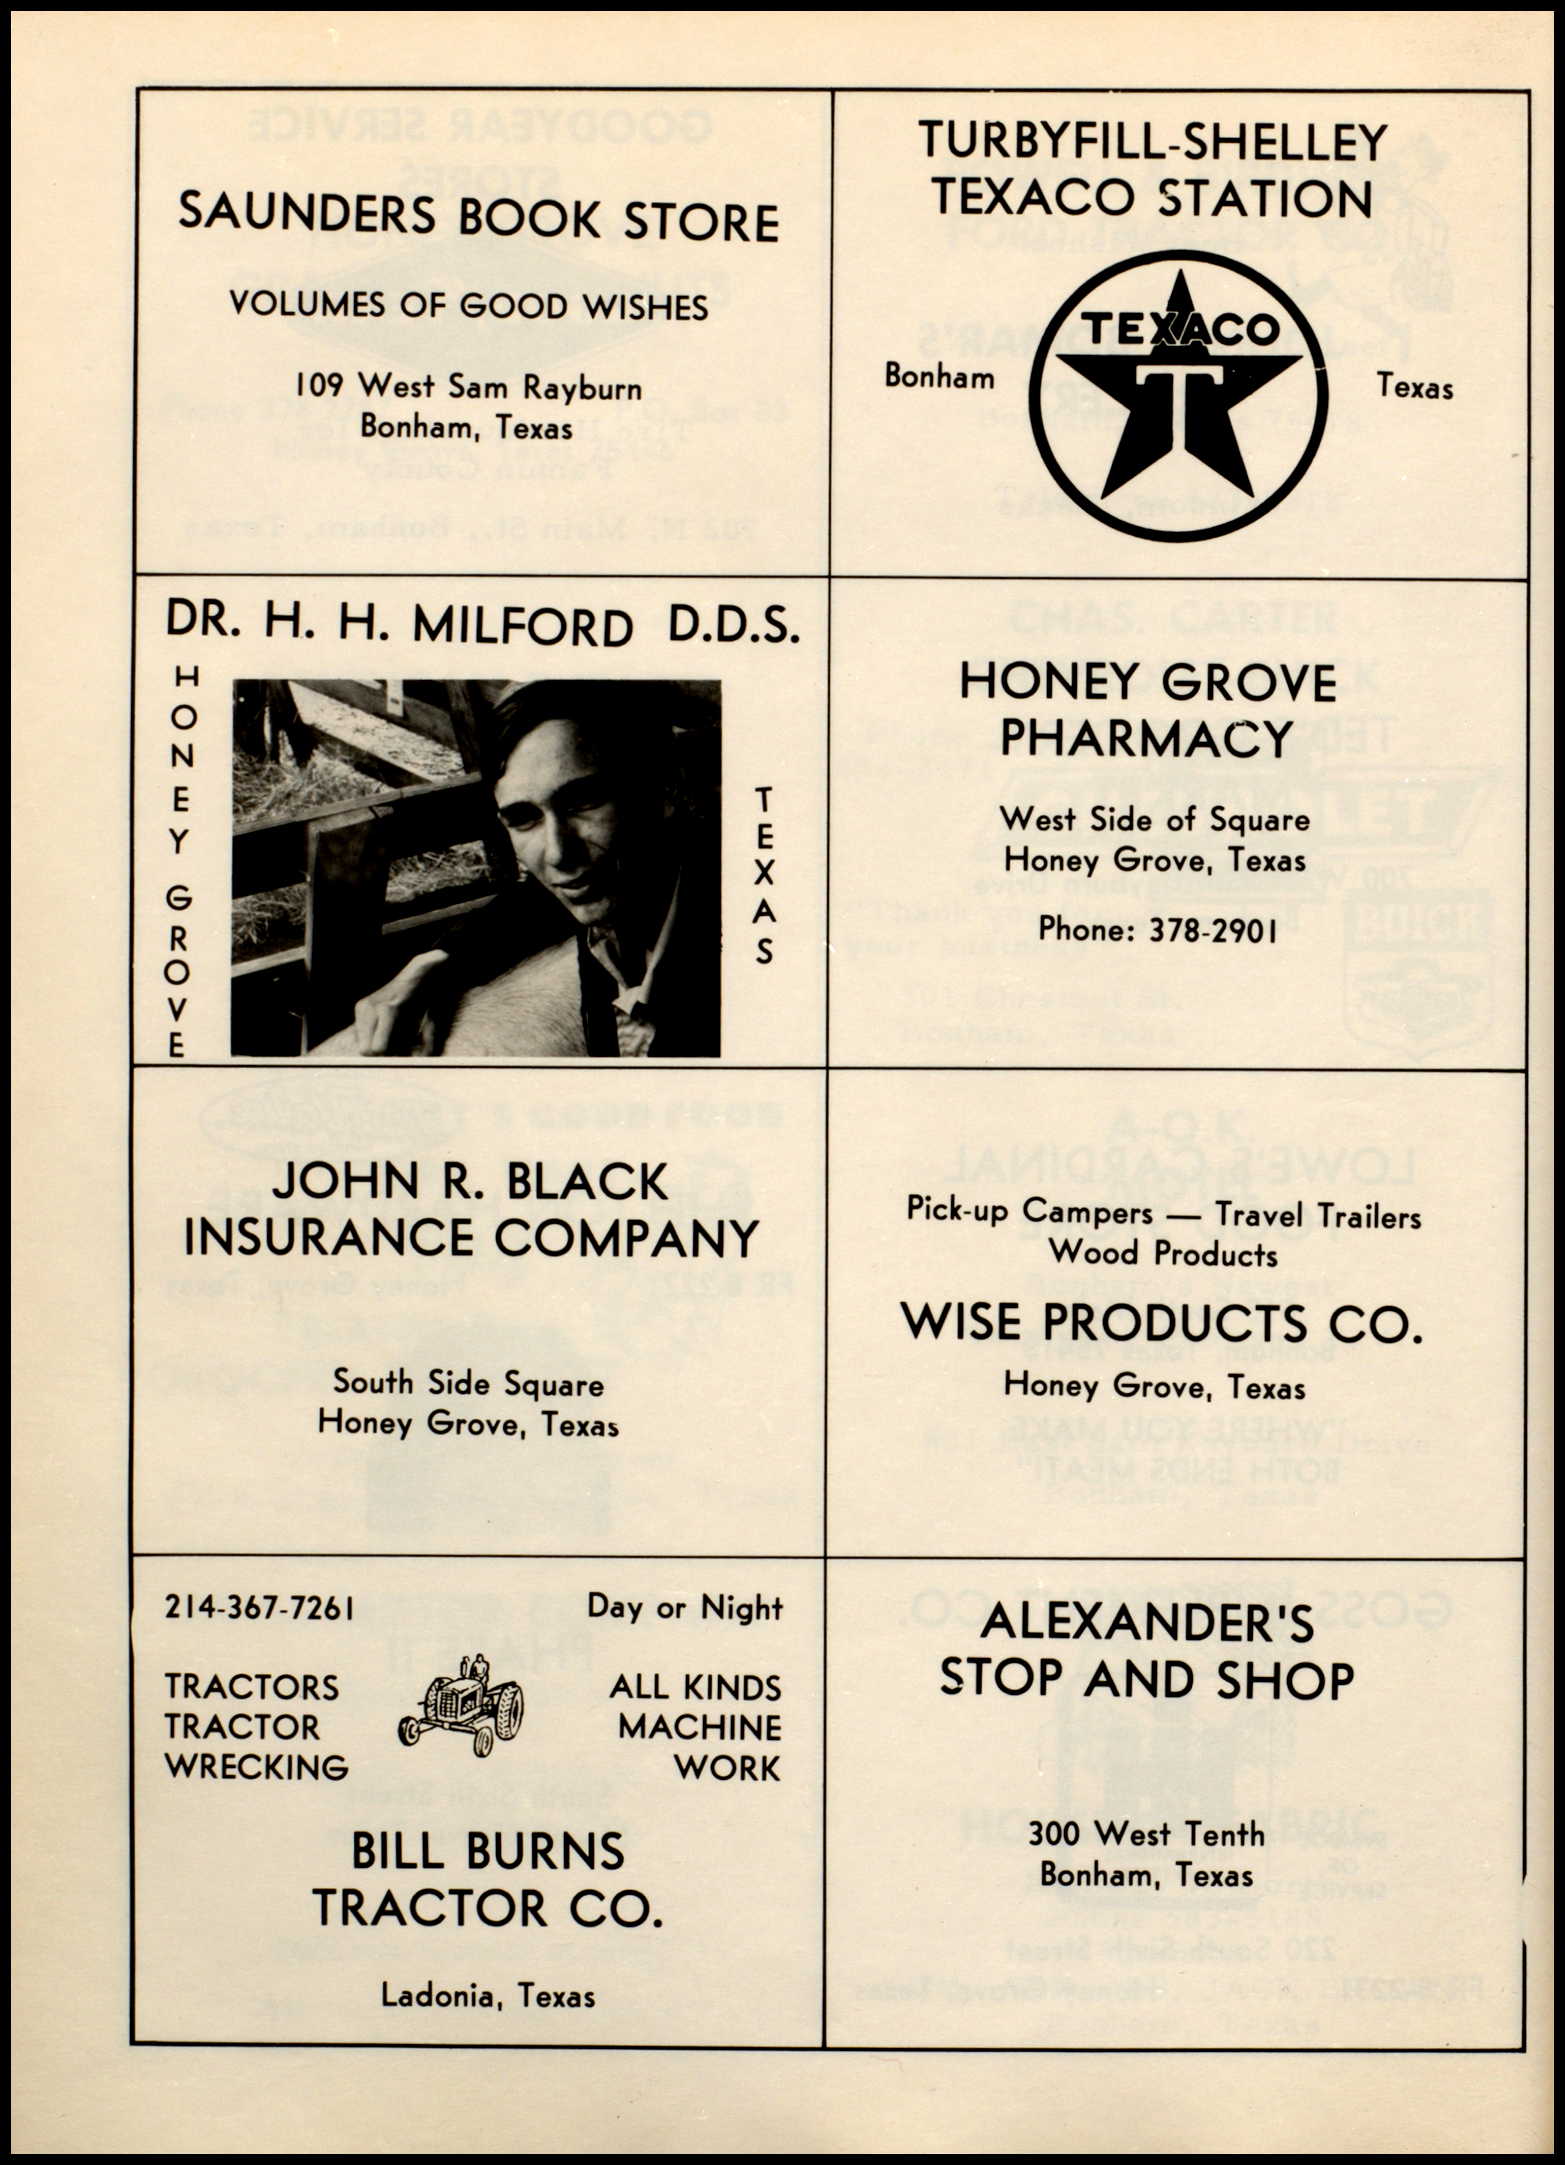 SAUNDERS BOOK STORE
VOLUMES OF GOOD WISHES
109 West Sam Rayburn
Bonham, Texas
TURBYFILL-SHELLEY
TEXACO STATION
TEXACO
T
Bonham
Texas
DR. H. H. MILFORD D.D.S.
HONEY GROVE
TEXAS
HONEY GROVE
PHARMACY
West Side of Square
Honey Grove, Texas
Phone: 378-2901
JOHN R. BLACK
INSURANCE COMPANY
South Side Square
Honey Grove, Texas
Pick-up Campers — Travel Trailers
Wood Products
WISE PRODUCTS CO.
Honey Grove, Texas
214-367-7261 Day or Night
TRACTORS
TRACTOR
WRECKING
ALL KINDS
MACHINE
WORK
BILL BURNS
TRACTOR CO.
Ladonia, Texas
ALEXANDER'S
STOP AND SHOP
300 West Tenth
Bonham, Texas